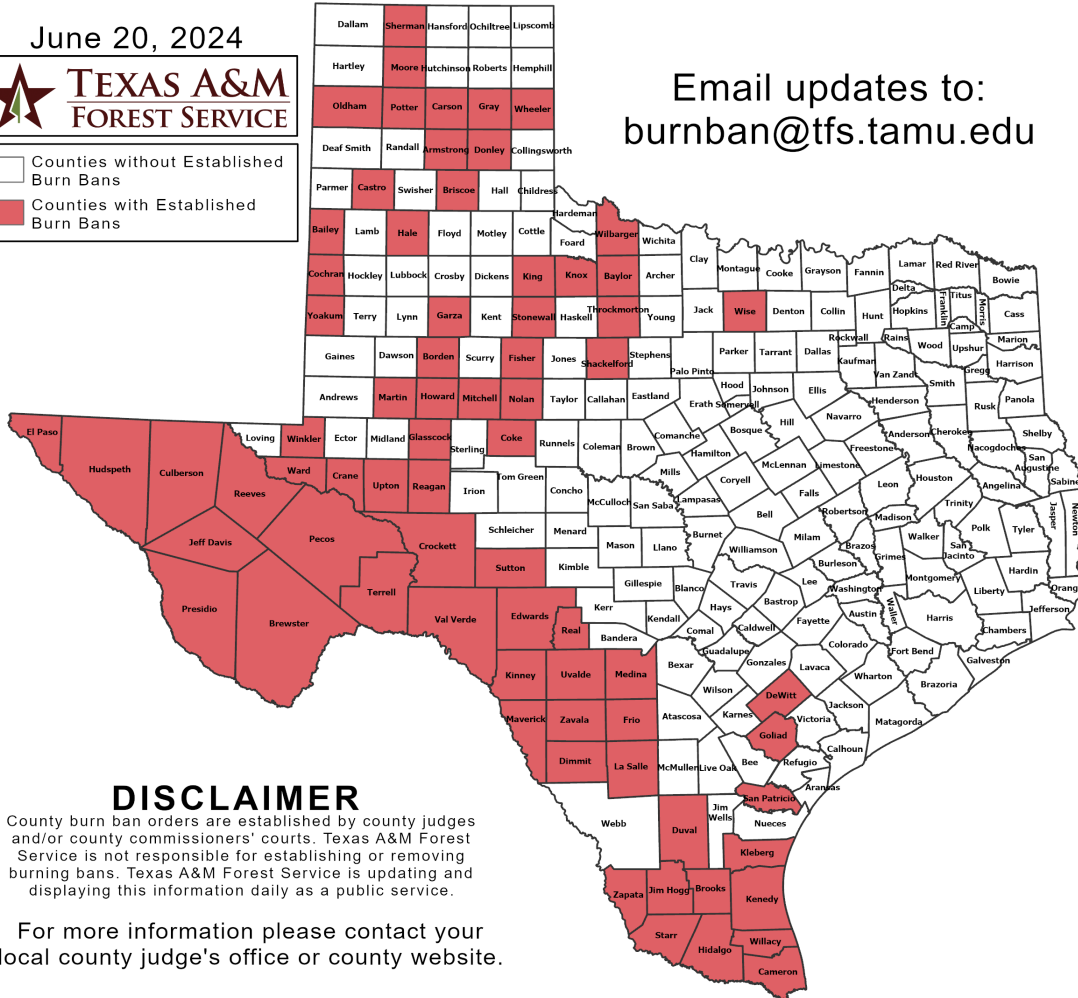 June 20, 2024
TEXAS A&M
FOREST SERVICE
Counties without Established
Burn Bans
Counties with Established
Burn Bans
Email updates to:
burnban@tfs.tamu.edu
Dallam Sherman Hansford Ochiltree Lipscomb
Hartley Moore Hutchinson Roberts Hemphill
Oldham Potter Carson Gray Wheeler
Deaf Smith Randall Armstrong Donley Collingsworth
Parmer Castro Swisher Briscoe Hall Childress
Hardeman
Bailey Lamb Hale Floyd Motley Cottle Foard Wilbarger Wichita
Clay Montague Cooke Grayson Fannin Lamar Red River Bowie
Cochran Hockley Lubbock Crosby Dickens King Knox Baylor Archer
Delta Franklin Titus Morris Cass
Yoakum Terry Lynn Garza Kent Stonewall Haskell Throckmorton Young Jack Wise Denton Collin Hunt Hopkins Camp
Rockwall Rains Wood Upshur Marion
Gaines Dawson Borden Scurry Fisher Jones Shackelford Stephens Palo Pinto Parker Tarrant Dallas Kaufman Van Zandt Gregg Harrison
Andrews Martin Howard Mitchell Nolan Taylor Callahan Eastland Erath Hood Somervell Johnson Ellis Henderson Smith Rusk Panola
El Paso Loving Winkler Ector Midland Glasscock Sterling Coke Runnels Coleman Brown Comanche Bosque Hill Navarro Anderson Cherokee Nacogdoches Shelby
Hudspeth Culberson Reeves Ward Crane Upton Reagan Irion Tom Green Concho McCulloch San Saba Mills Hamilton Coryell McLennan Limestone Freestone Leon Houston Angelina San Augustine Sabine
Lampasas Bell Falls Robertson Madison Trinity Polk Tyler Jasper Newton
Jeff Davis Pecos Crockett Schleicher Menard Mason Llano Burnet Williamson Milam Brazos Grimes Walker San Jacinto Hardin
Terrell Sutton Kimble Gillespie Blanco Travis Lee Burleson Washington Montgomery Liberty Orang
Presidio Brewster Val Verde Edwards Real Kerr Kendall Bandera Hays Comal Caldwell Bastrop Fayette Austin Waller Harris Chambers Jefferson
Kinney Uvalde Medina Bexar Guadalupe Gonzales Lavaca Colorado Fort Bend Galveston
Wilson DeWitt Wharton Brazoria
Maverick Zavala Frio Atascosa Karnes Goliad Victoria Jackson Matagorda
Dimmit La Salle McMullen Live Oak Bee Refugio Calhoun
Aransas
San Patricio
Webb Duval Jim Wells Nueces
Kleberg
Zapata Jim Hogg Brooks Kenedy
Starr Hidalgo Willacy
Cameron
DISCLAIMER
County burn ban orders are established by county judges
and/or county commissioners' courts. Texas A&M Forest
Service is not responsible for establishing or removing
burning bans. Texas A&M Forest Service is updating and
displaying this information daily as a public service.
For more information please contact your
local county judge's office or county website.